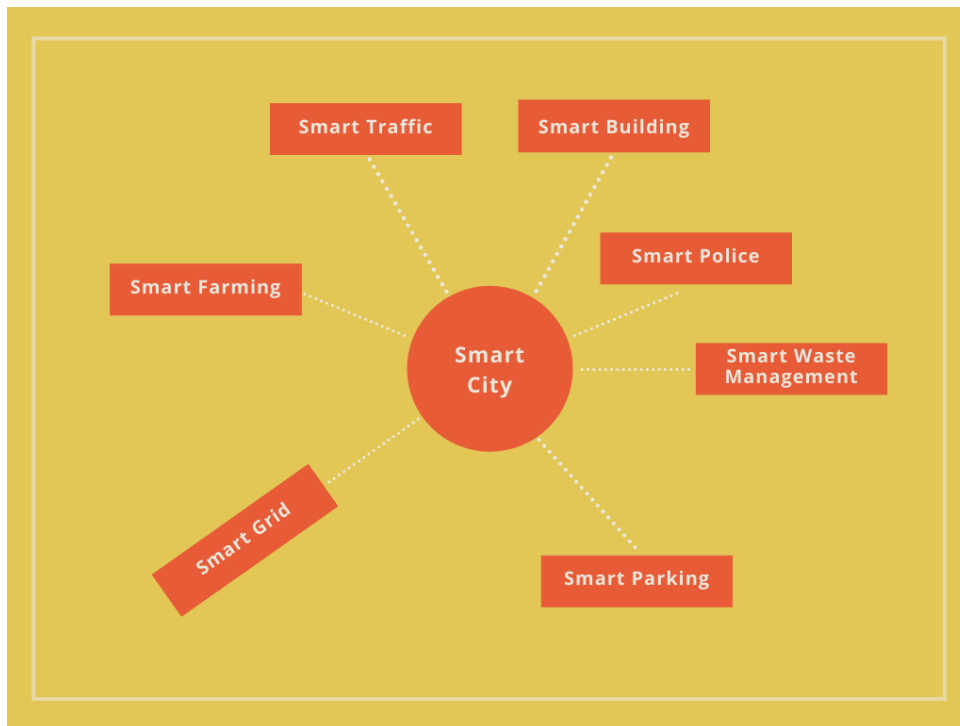 Smart Traffic
Smart Building
Smart Police
Smart Farming
Smart
City
Smart Waste
Management
Smart Grid
Smart Parking